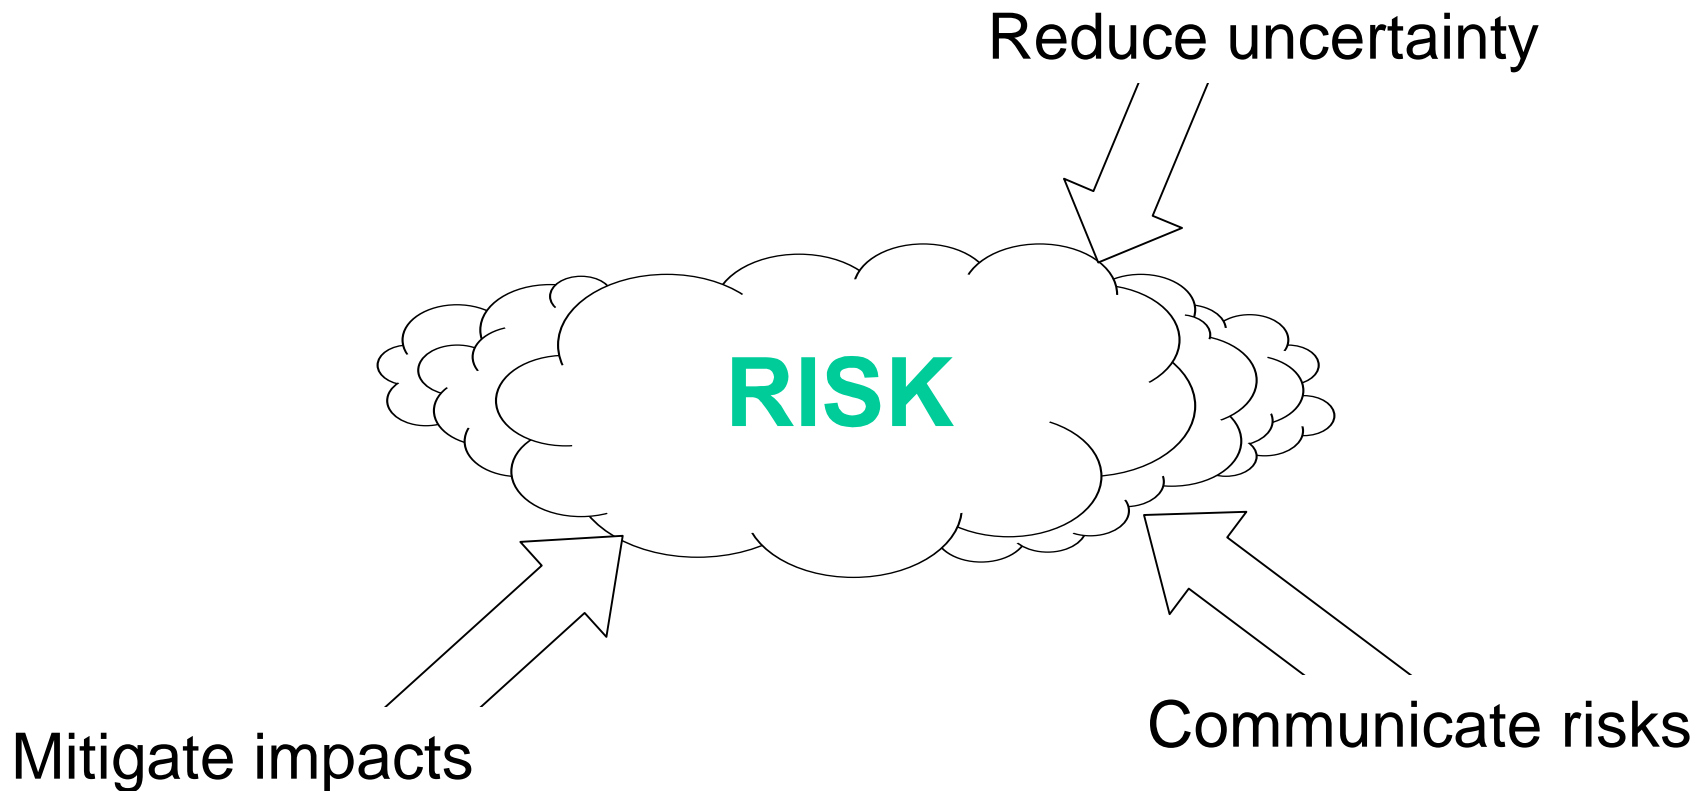 Reduce uncertainty
RISK
Communicate risks
Mitigate impacts